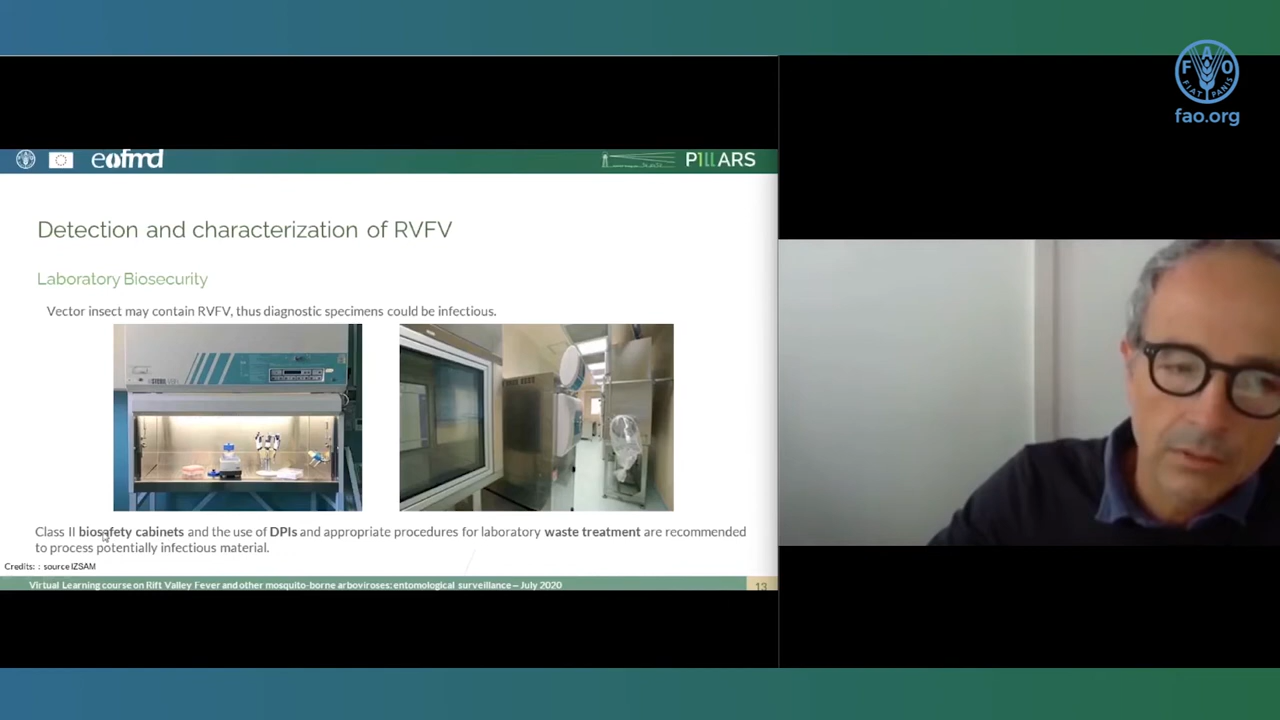 FAO
FIAT PANIS
fao.org
eofmd
PIllARS
Detection and characterization of RVFV
Laboratory Biosecurity
Vector insect may contain RVFV, thus diagnostic specimens could be infectious.
Class II biosafety cabinets and the use of DPIs and appropriate procedures for laboratory waste treatment are recommended
to process potentially infectious material.
Credits: : source IZSAM
Virtual Learning course on Rift Valley Fever and other mosquito-borne arboviroses: entomological surveillance – July 2020
13